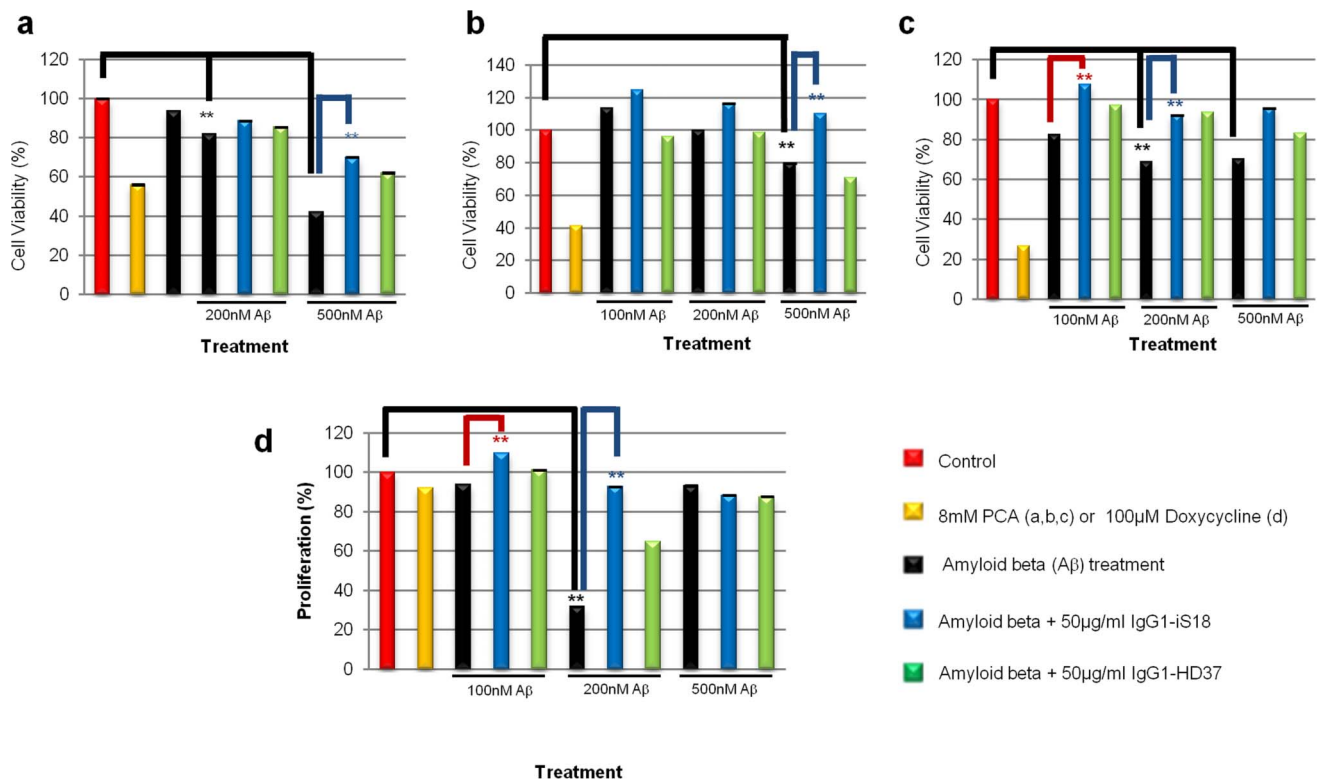 a
120
100
80
60
40
20
0
Cell Viability (%)
**
**
200nM Aβ
500nM Aβ
Treatment
b
140
120
100
80
60
40
20
0
Cell Viability (%)
**
**
100nM Aβ
200nM Aβ
500nM Aβ
Treatment
c
120
100
80
60
40
20
0
Cell Viability (%)
**
**
**
100nM Aβ
200nM Aβ
500nM Aβ
Treatment
d
120
100
80
60
40
20
0
Proliferation (%)
**
**
**
100nM Aβ
200nM Aβ
500nM Aβ
Treatment
Control
8mM PCA (a,b,c) or 100µM Doxycycline (d)
Amyloid beta (Aβ) treatment
Amyloid beta + 50µg/ml IgG1-iS18
Amyloid beta + 50µg/ml IgG1-HD37